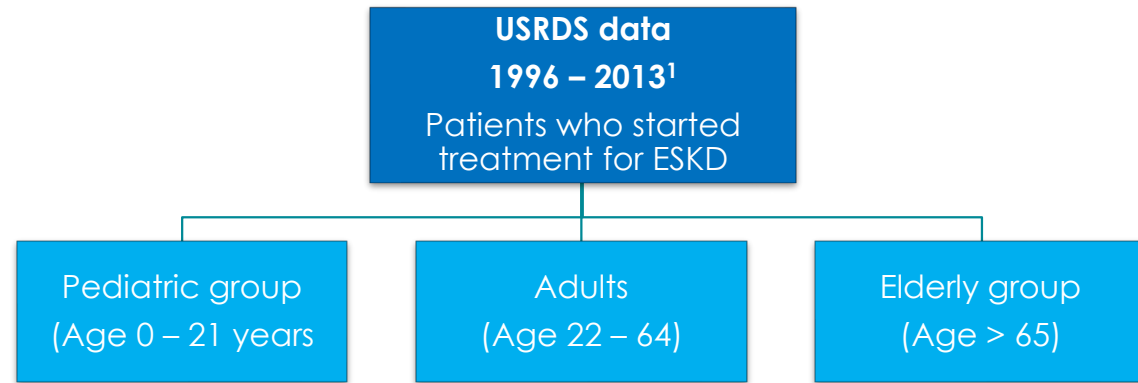 USRDS data
1996 – 2013¹
Patients who started
treatment for ESKD
Pediatric group
(Age 0 – 21 years
Adults
(Age 22 – 64)
Elderly group
(Age > 65)